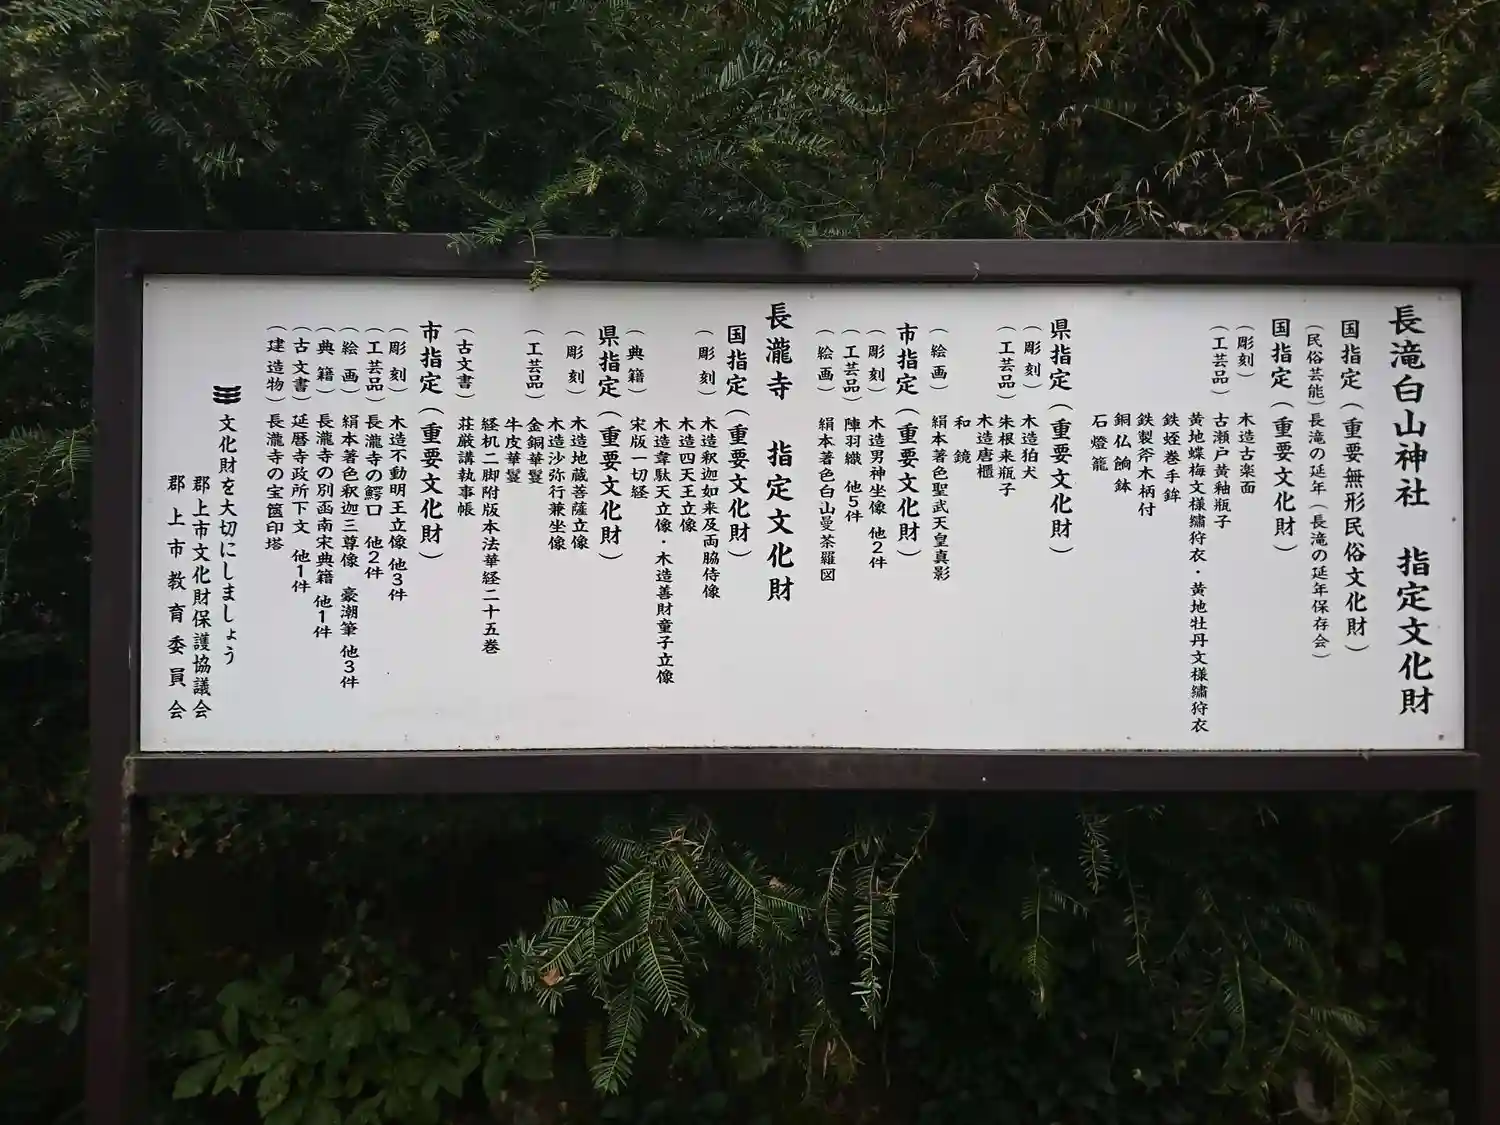 長滝白山神社　指定文化財
国指定（重要無形民俗文化財）
（民俗芸能）長滝の延年（長滝の延年保存会）
国指定（重要文化財）
（彫刻）　木造古楽面
（工芸品）　古瀬戸黄釉瓶子
黄地蝶梅文様繡狩衣・黄地牡丹文様繡狩衣
鉄蛭巻手鉾
鉄製斧木柄付
銅仏餉鉢
石燈籠
県指定（重要文化財）
（彫刻）　木造狛犬
（工芸品）　朱根来瓶子
木造唐櫃
和鏡
（絵画）　絹本著色聖武天皇真影
市指定（重要文化財）
（彫刻）　木造男神坐像　他2件
（工芸品）　陣羽織　他5件
（絵画）　絹本著色白山曼荼羅図
長瀧寺　指定文化財
国指定（重要文化財）
（彫刻）　木造釈迦如来及両脇侍像
木造四天王立像
木造韋駄天立像・木造善財童子立像
（典籍）　宋版一切経
県指定（重要文化財）
（彫刻）　木造地蔵菩薩立像
木造沙弥行兼坐像
（工芸品）　金銅華鬘
牛皮華鬘
経机二脚附版本法華経二十五巻
（古文書）　荘厳講執事帳
市指定（重要文化財）
（彫刻）　木造不動明王立像　他3件
（工芸品）　長瀧寺の鰐口　他2件
（絵画）　絹本著色釈迦三尊像　豪潮筆　他3件
（典籍）　長瀧寺の別函南宋典籍　他1件
（古文書）　延暦寺政所下文　他1件
（建造物）　長瀧寺の宝篋印塔
文化財を大切にしましょう
郡上市文化財保護協議会
郡上市教育委員会